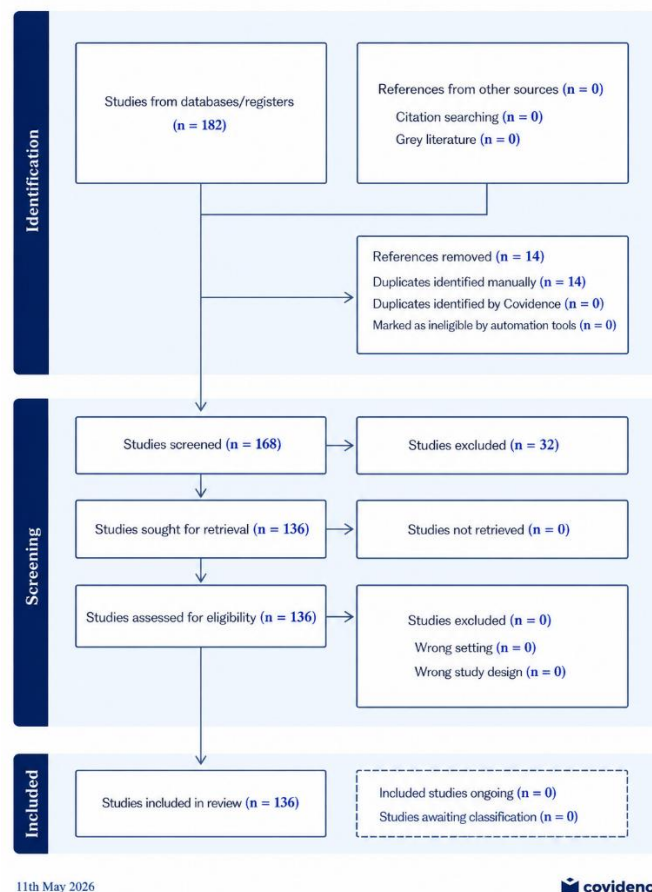 Identification
Studies from databases/registers
(n = 182)
References from other sources (n = 0)
Citation searching (n = 0)
Grey literature (n = 0)
References removed (n = 14)
Duplicates identified manually (n = 14)
Duplicates identified by Covidence (n = 0)
Marked as ineligible by automation tools (n = 0)
Screening
Studies screened (n = 168)
Studies excluded (n = 32)
Studies sought for retrieval (n = 136)
Studies not retrieved (n = 0)
Studies assessed for eligibility (n = 136)
Studies excluded (n = 0)
Wrong setting (n = 0)
Wrong study design (n = 0)
Included
Studies included in review (n = 136)
Included studies ongoing (n = 0)
Studies awaiting classification (n = 0)
11th May 2026
covidenc